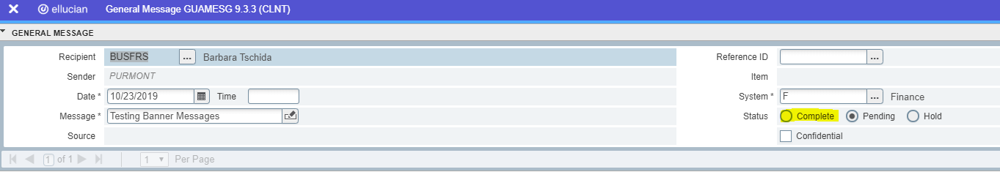 ellucian General Message GUAMESG 9.3.3 (CLNT)
GENERAL MESSAGE
Recipient BUSFRS ... Barbara Tschida Reference ID ...
Sender PURMONT Item
Date * 10/23/2019 Time System * F ... Finance
Message * Testing Banner Messages Status Complete Pending Hold
Source Confidential
1 of 1 1 Per Page